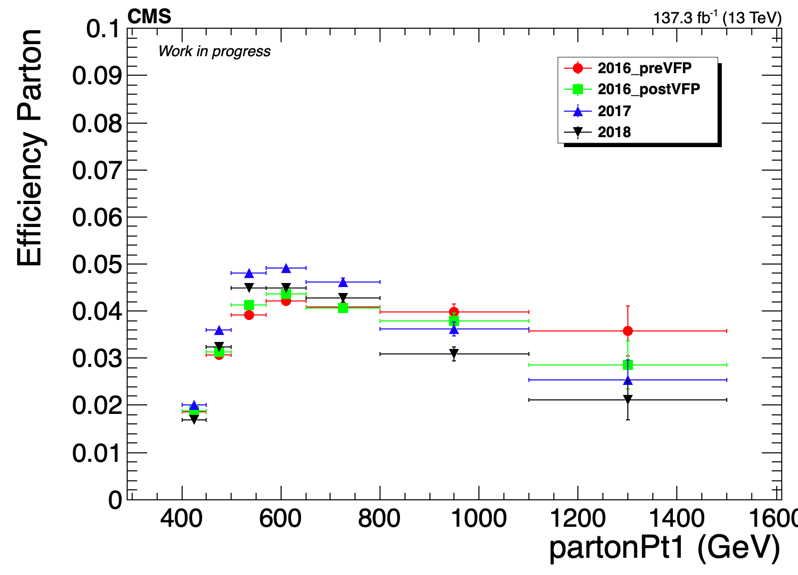 CMS 137.3 fb⁻¹ (13 TeV)
Work in progress
2016_preVFP
2016_postVFP
2017
2018
Efficiency Parton
0.1
0.09
0.08
0.07
0.06
0.05
0.04
0.03
0.02
0.01
0
400 600 800 1000 1200 1400 1600
partonPt1 (GeV)